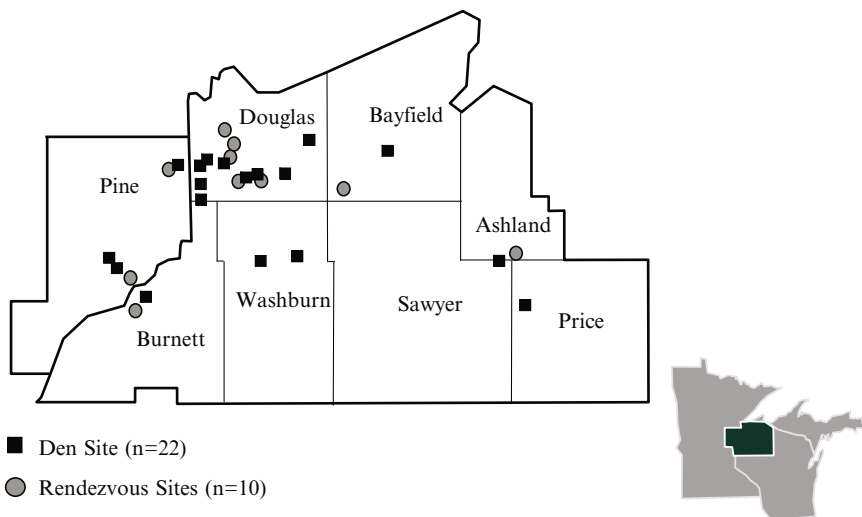 Douglas
Bayfield
Pine
Ashland
Washburn
Sawyer
Price
Burnett
Den Site (n=22)
Rendezvous Sites (n=10)